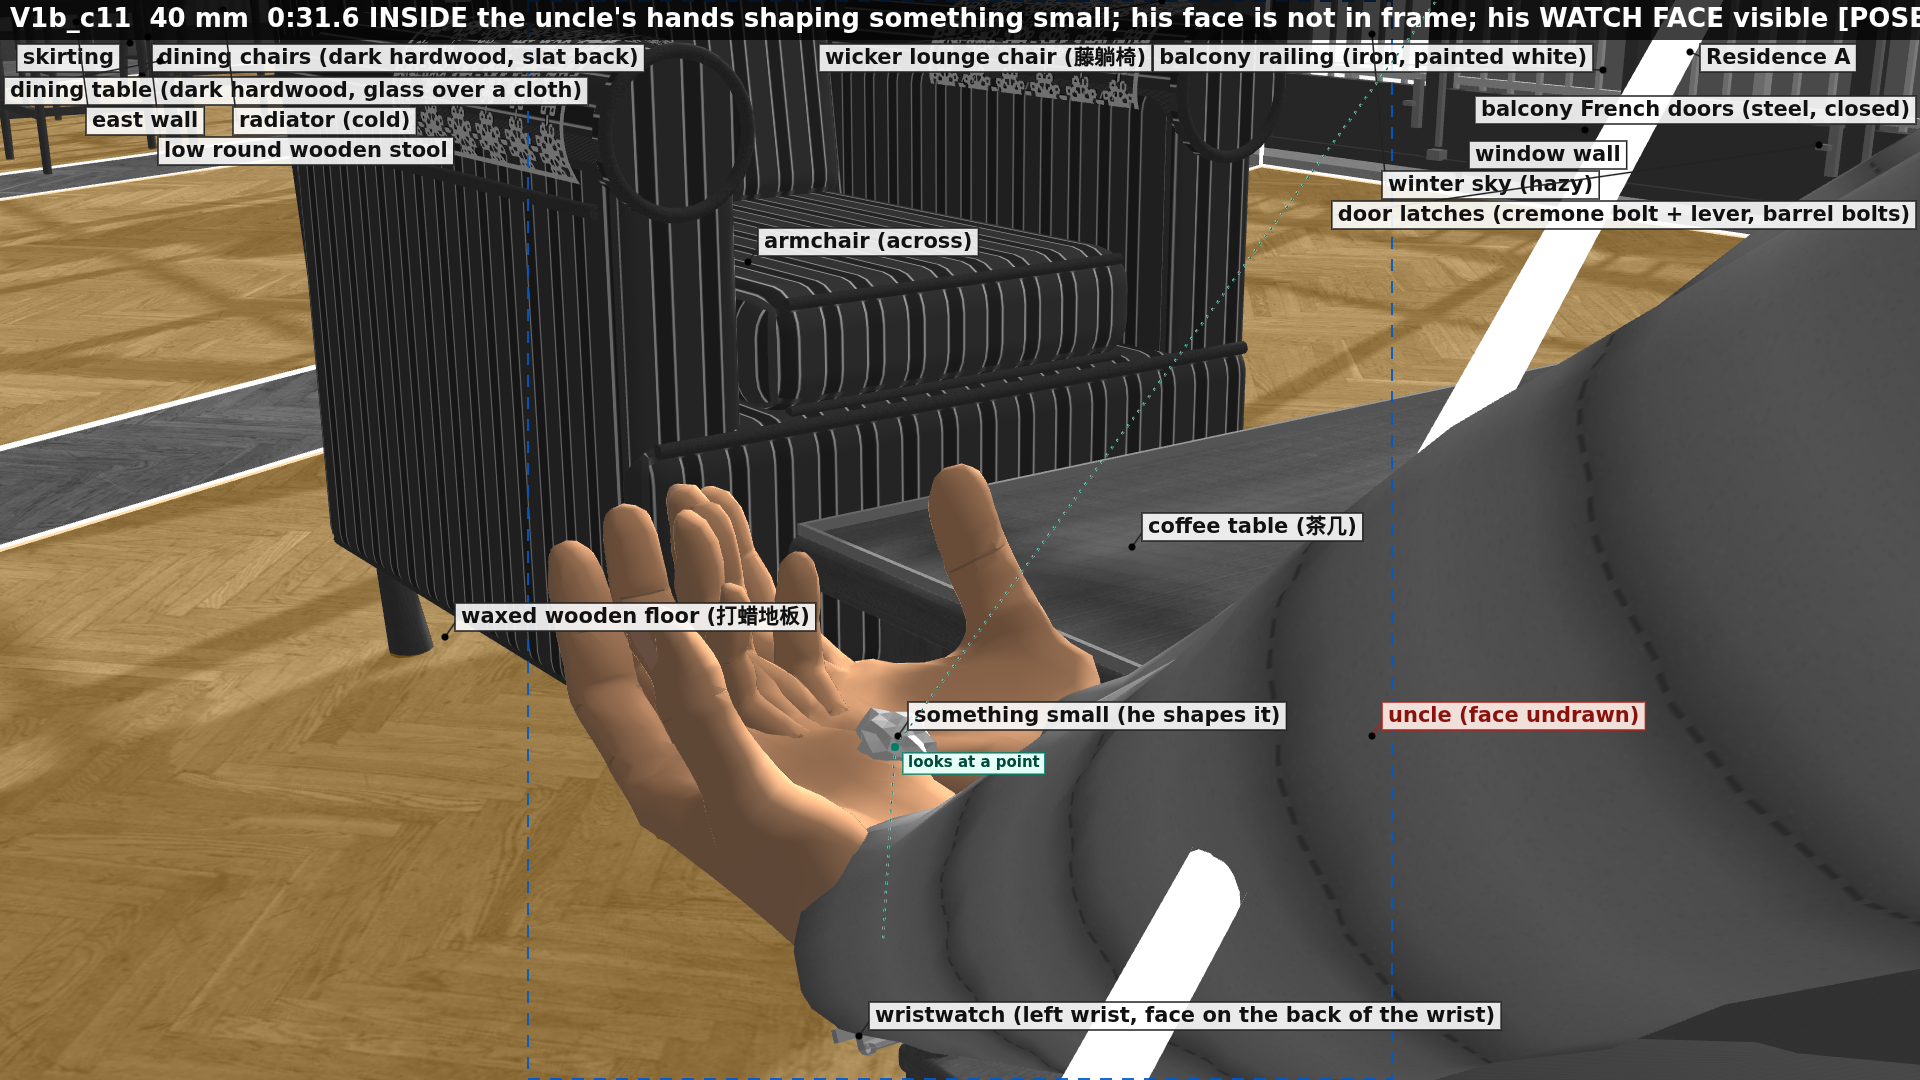 V1b_c11 40 mm 0:31.6 INSIDE the uncle's hands shaping something small; his face is not in frame; his WATCH FACE visible [POSE
skirting
dining chairs (dark hardwood, slat back)
wicker lounge chair (藤躺椅)
balcony railing (iron, painted white)
Residence A
dining table (dark hardwood, glass over a cloth)
balcony French doors (steel, closed)
east wall
radiator (cold)
low round wooden stool
window wall
winter sky (hazy)
door latches (cremone bolt + lever, barrel bolts)
armchair (across)
coffee table (茶几)
waxed wooden floor (打蜡地板)
something small (he shapes it)
uncle (face undrawn)
looks at a point
wristwatch (left wrist, face on the back of the wrist)